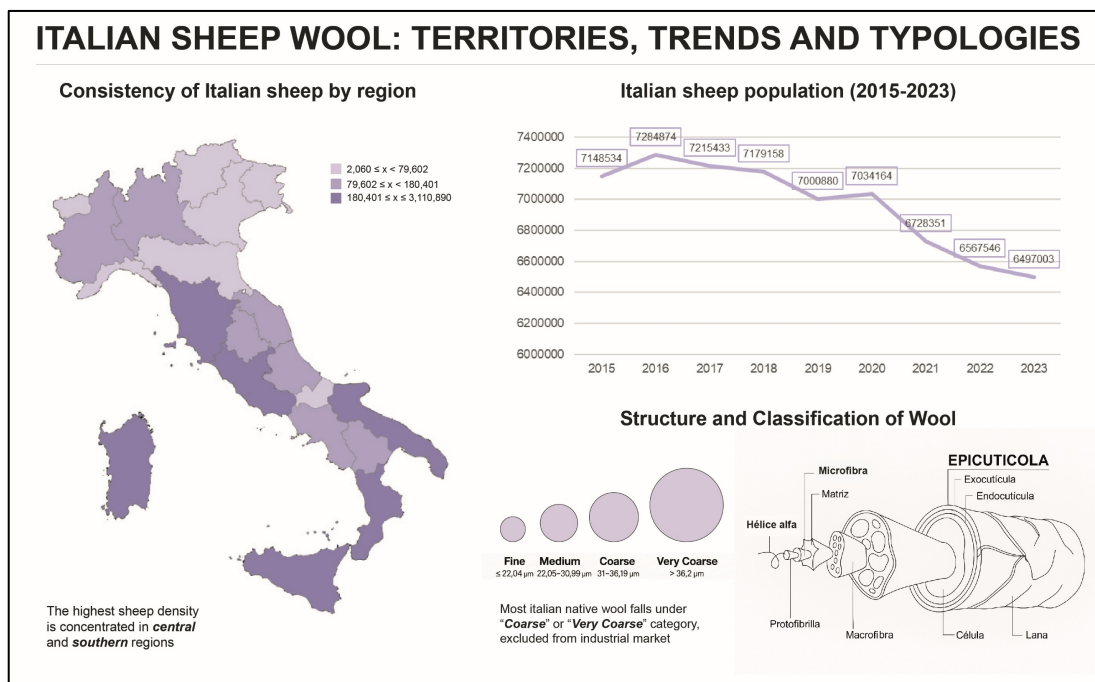 ITALIAN SHEEP WOOL: TERRITORIES, TRENDS AND TYPOLOGIES
Consistency of Italian sheep by region
2,060 ≤ x < 79,602
79,602 ≤ x < 180,401
180,401 ≤ x ≤ 3,110,890
The highest sheep density
is concentrated in central
and southern regions
Italian sheep population (2015-2023)
7400000
7200000
7000000
6800000
6600000
6400000
6200000
6000000
7148534
7284874
7215433
7179158
7000880
7034164
6728351
6567546
6497003
2015 2016 2017 2018 2019 2020 2021 2022 2023
Structure and Classification of Wool
Fine Medium Coarse Very Coarse
≤ 22,04 µm 22,05–30,99 µm 31–36,19 µm > 36,2 µm
Most italian native wool falls under
“Coarse” or “Very Coarse” category,
excluded from industrial market
EPICUTICOLA
Exocutícula
Endocutícula
Microfibra
Matriz
Hélice alfa
Protofibrilla
Macrofibra
Célula
Lana